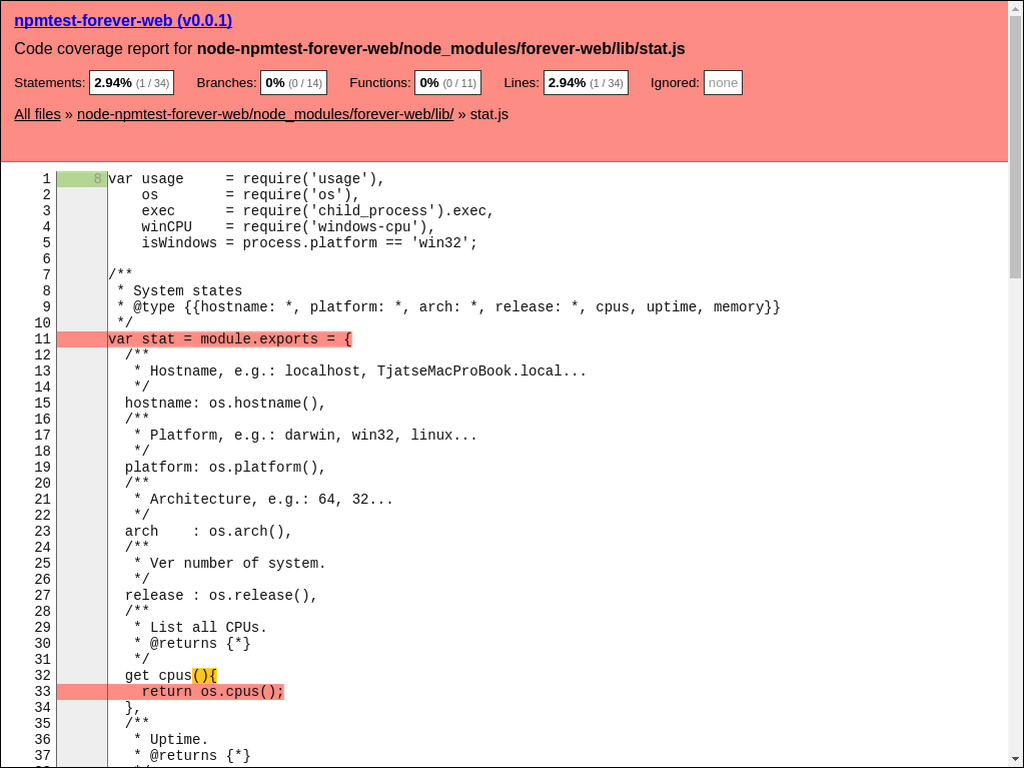 npmtest-forever-web (v0.0.1)
Code coverage report for node-npmtest-forever-web/node_modules/forever-web/lib/stat.js
Statements: 2.94% (1 / 34) Branches: 0% (0 / 14) Functions: 0% (0 / 11) Lines: 2.94% (1 / 34) Ignored: none
All files » node-npmtest-forever-web/node_modules/forever-web/lib/ » stat.js
1 8 var usage     = require('usage'),
2     os        = require('os'),
3     exec      = require('child_process').exec,
4     winCPU    = require('windows-cpu'),
5     isWindows = process.platform == 'win32';
6
7 /**
8  * System states
9  * @type {{hostname: *, platform: *, arch: *, release: *, cpus, uptime, memory}}
10  */
11 var stat = module.exports = {
12   /**
13    * Hostname, e.g.: localhost, TjatseMacProBook.local...
14    */
15   hostname: os.hostname(),
16   /**
17    * Platform, e.g.: darwin, win32, linux...
18    */
19   platform: os.platform(),
20   /**
21    * Architecture, e.g.: 64, 32...
22    */
23   arch    : os.arch(),
24   /**
25    * Ver number of system.
26    */
27   release : os.release(),
28   /**
29    * List all CPUs.
30    * @returns {*}
31    */
32   get cpus(){
33     return os.cpus();
34   },
35   /**
36    * Uptime.
37    * @returns {*}